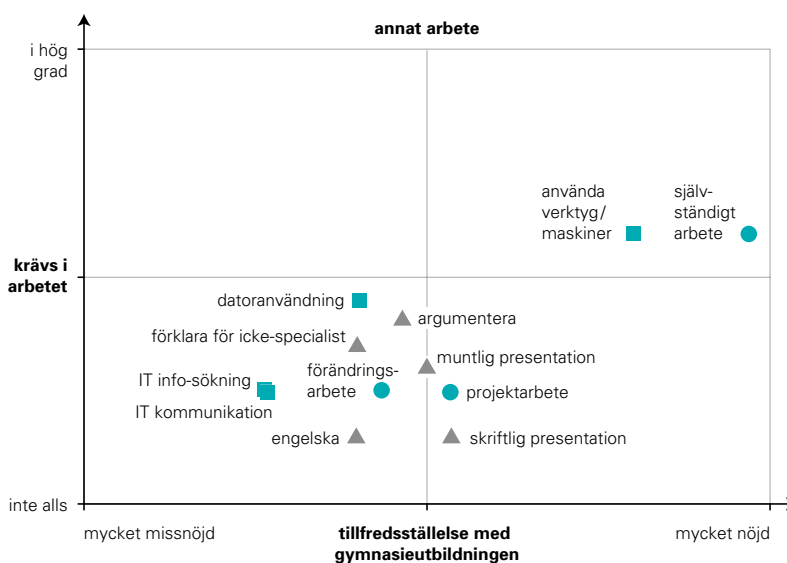 annat arbete
i hög
grad
använda
verktyg/
maskiner
själv-
ständigt
arbete
krävs i
arbetet
datoranvändning
argumentera
förklara för icke-specialist
muntlig presentation
IT info-sökning
förändrings-
arbete
projektarbete
IT kommunikation
engelska
skriftlig presentation
inte alls
mycket missnöjd
tillfredsställelse med
gymnasieutbildningen
mycket nöjd